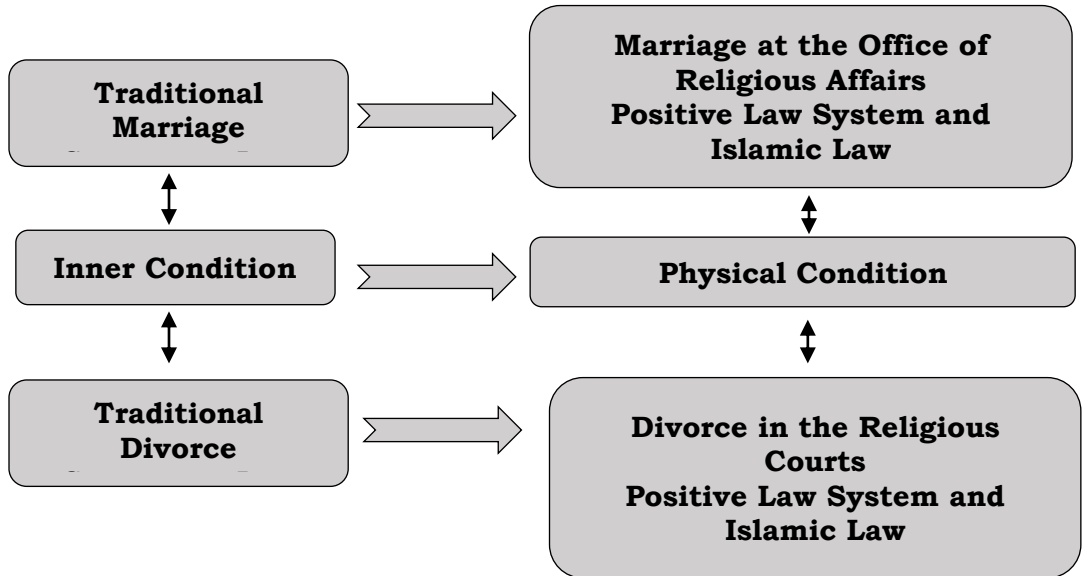 Traditional
Marriage
Marriage at the Office of
Religious Affairs
Positive Law System and
Islamic Law
Inner Condition
Physical Condition
Traditional
Divorce
Divorce in the Religious
Courts
Positive Law System and
Islamic Law